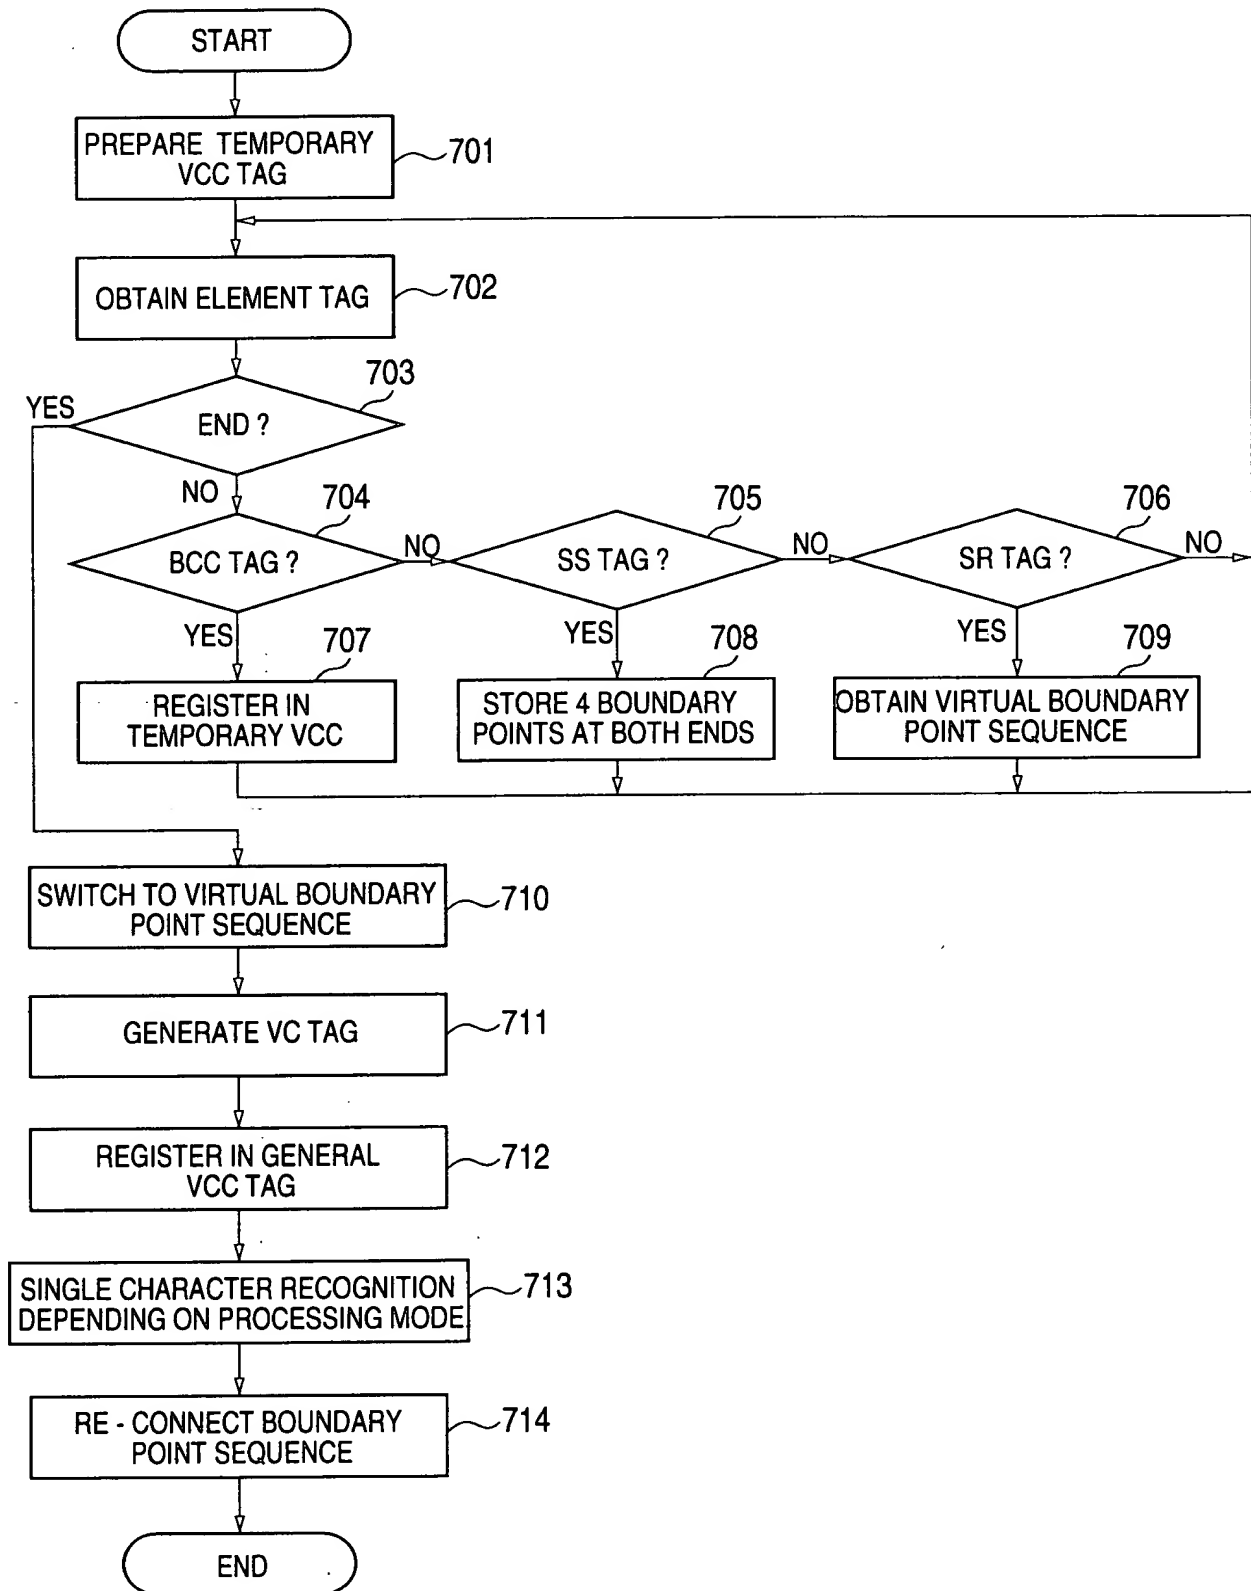 START
PREPARE TEMPORARY
VCC TAG
701
OBTAIN ELEMENT TAG
702
703
YES
END ?
NO
704
705
706
BCC TAG ?
NO
SS TAG ?
NO
SR TAG ?
NO
YES
YES
YES
707
708
709
REGISTER IN
TEMPORARY VCC
STORE 4 BOUNDARY
POINTS AT BOTH ENDS
OBTAIN VIRTUAL BOUNDARY
POINT SEQUENCE
SWITCH TO VIRTUAL BOUNDARY
POINT SEQUENCE
710
GENERATE VC TAG
711
REGISTER IN GENERAL
VCC TAG
712
SINGLE CHARACTER RECOGNITION
DEPENDING ON PROCESSING MODE
713
RE - CONNECT BOUNDARY
POINT SEQUENCE
714
END